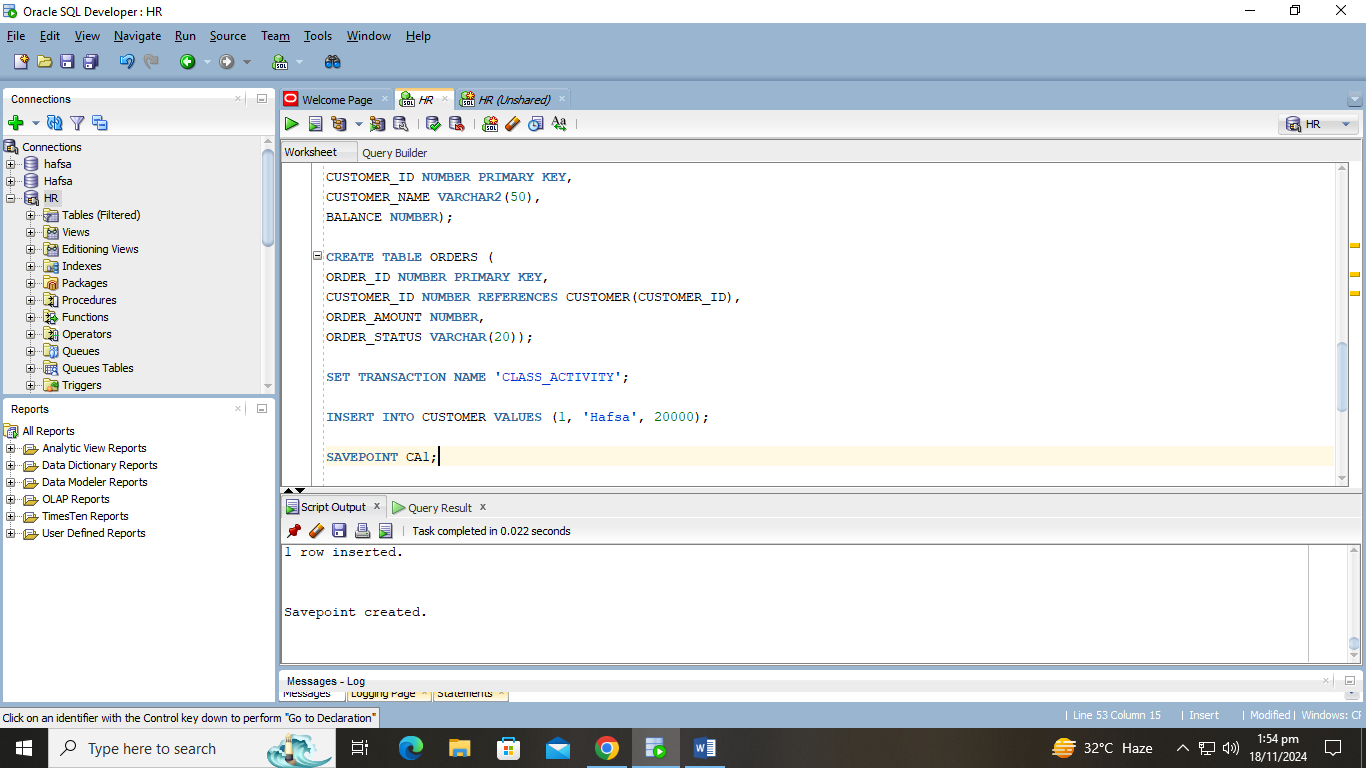 Oracle SQL Developer : HR
File Edit View Navigate Run Source Team Tools Window Help
Connections
Connections
hafsa
Hafsa
HR
Tables (Filtered)
Views
Editioning Views
Indexes
Packages
Procedures
Functions
Operators
Queues
Queues Tables
Triggers
Reports
All Reports
Analytic View Reports
Data Dictionary Reports
Data Modeler Reports
OLAP Reports
TimesTen Reports
User Defined Reports
Welcome Page HR HR (Unshared)
HR
Worksheet Query Builder
CUSTOMER_ID NUMBER PRIMARY KEY,
CUSTOMER_NAME VARCHAR2(50),
BALANCE NUMBER);
CREATE TABLE ORDERS (
ORDER_ID NUMBER PRIMARY KEY,
CUSTOMER_ID NUMBER REFERENCES CUSTOMER(CUSTOMER_ID),
ORDER_AMOUNT NUMBER,
ORDER_STATUS VARCHAR(20));
SET TRANSACTION NAME 'CLASS_ACTIVITY';
INSERT INTO CUSTOMER VALUES (1, 'Hafsa', 20000);
SAVEPOINT CA1;
Script Output Query Result
Task completed in 0.022 seconds
1 row inserted.
Savepoint created.
Messages - Log
Messages Logging Page Statements
Click on an identifier with the Control key down to perform "Go to Declaration"
Line 53 Column 15 Insert Modified Windows: CF
Type here to search
32°C Haze
1:54 pm
18/11/2024